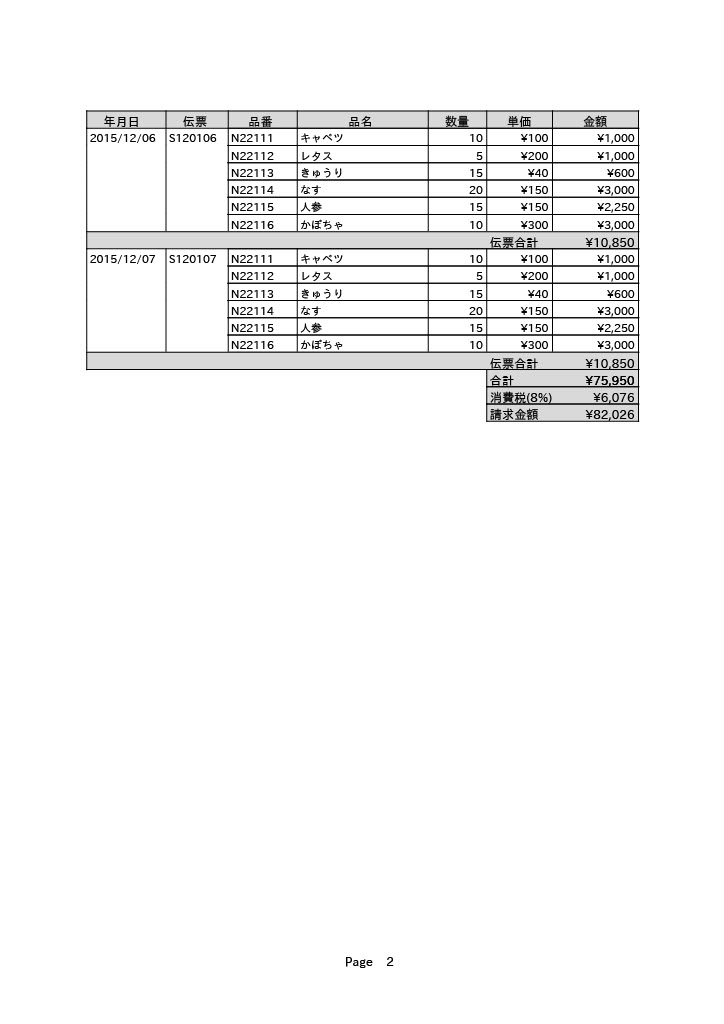 年月日 伝票 品番 品名 数量 単価 金額
2015/12/06 S120106 N22111 キャベツ 10 ¥100 ¥1,000
N22112 レタス 5 ¥200 ¥1,000
N22113 きゅうり 15 ¥40 ¥600
N22114 なす 20 ¥150 ¥3,000
N22115 人参 15 ¥150 ¥2,250
N22116 かぼちゃ 10 ¥300 ¥3,000
伝票合計 ¥10,850
2015/12/07 S120107 N22111 キャベツ 10 ¥100 ¥1,000
N22112 レタス 5 ¥200 ¥1,000
N22113 きゅうり 15 ¥40 ¥600
N22114 なす 20 ¥150 ¥3,000
N22115 人参 15 ¥150 ¥2,250
N22116 かぼちゃ 10 ¥300 ¥3,000
伝票合計 ¥10,850
合計 ¥75,950
消費税(8%) ¥6,076
請求金額 ¥82,026
Page 2